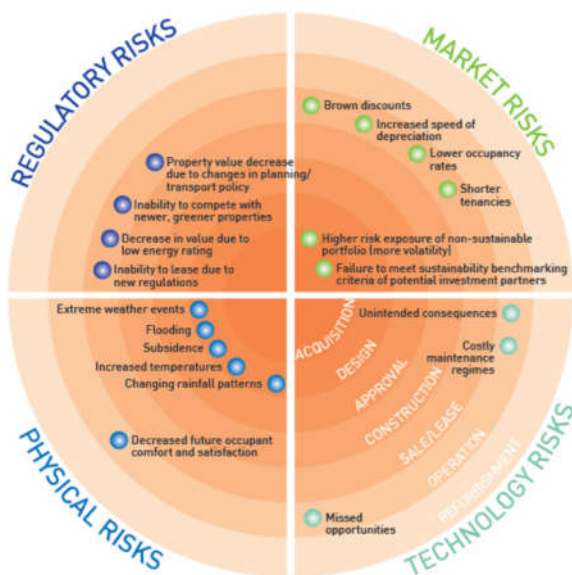 REGULATORY RISKS
Property value decrease
due to changes in planning/
transport policy
Inability to compete with
newer, greener properties
Decrease in value due to
low energy rating
Inability to lease due to
new regulations
MARKET RISKS
Brown discounts
Increased speed of
depreciation
Lower occupancy
rates
Shorter
tenancies
Higher risk exposure of non-sustainable
portfolio (more volatility)
Failure to meet sustainability benchmarking
criteria of potential investment partners
PHYSICAL RISKS
Extreme weather events
Flooding
Subsidence
Increased temperatures
Changing rainfall patterns
Decreased future occupant
comfort and satisfaction
TECHNOLOGY RISKS
Unintended consequences
Costly
maintenance
regimes
Missed
opportunities
ACQUISITION
DESIGN
APPROVAL
CONSTRUCTION
SALE/LEASE
OPERATION
REFURBISHMENT